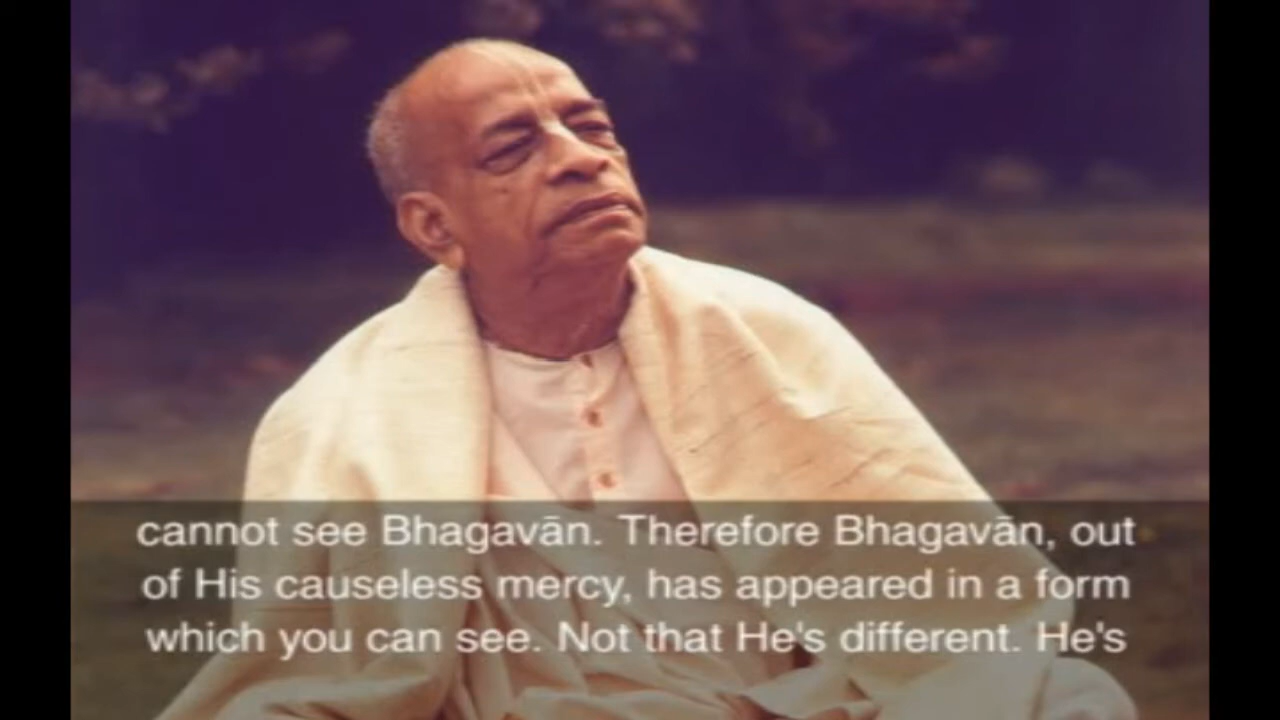 cannot see Bhagavān. Therefore Bhagavān, out
of His causeless mercy, has appeared in a form
which you can see. Not that He's different. He's